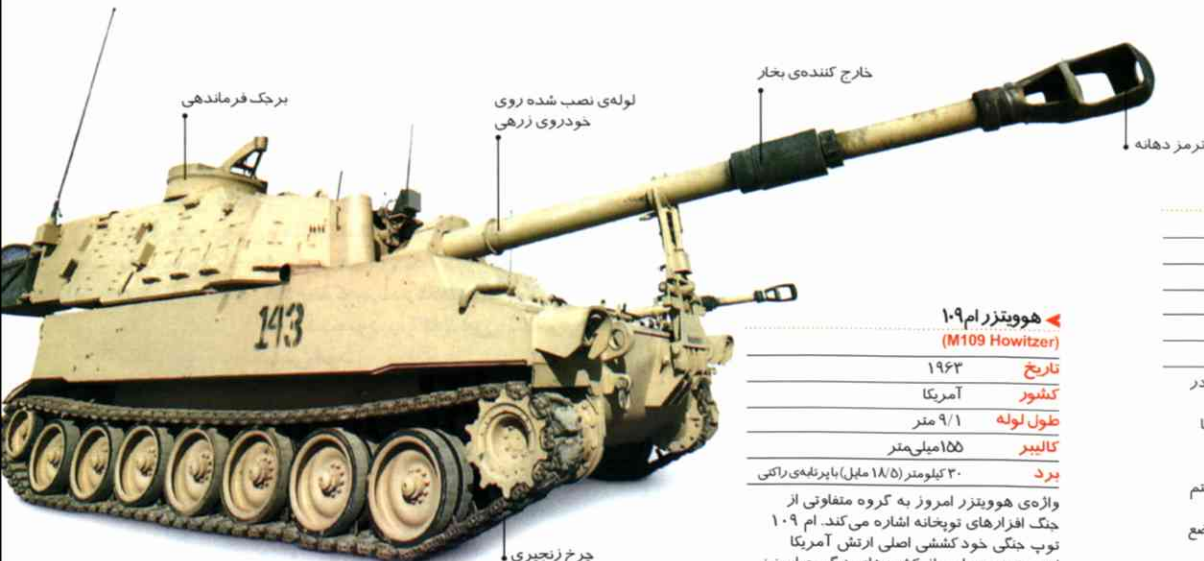 برجک فرماندهی
لوله‌ی نصب شده روی
خودروی زرهی
خارج کننده‌ی بخار
ترمز دهانه
143
چرخ زنجیری
هوویتزر ام۱۰۹
(M109 Howitzer)
تاریخ ۱۹۶۳
کشور آمریکا
طول لوله ۹/۱ متر
کالیبر ۱۵۵میلی‌متر
برد ۳۰ کیلومتر (۱۸/۵ مایل) با پرتابه‌ی راکتی
واژه‌ی هوویتزر امروز به گروه متفاوتی از
جنگ افزارهای توپخانه اشاره می‌کند. ام ۱۰۹
توپ جنگی خود کششی اصلی ارتش آمریکا
در